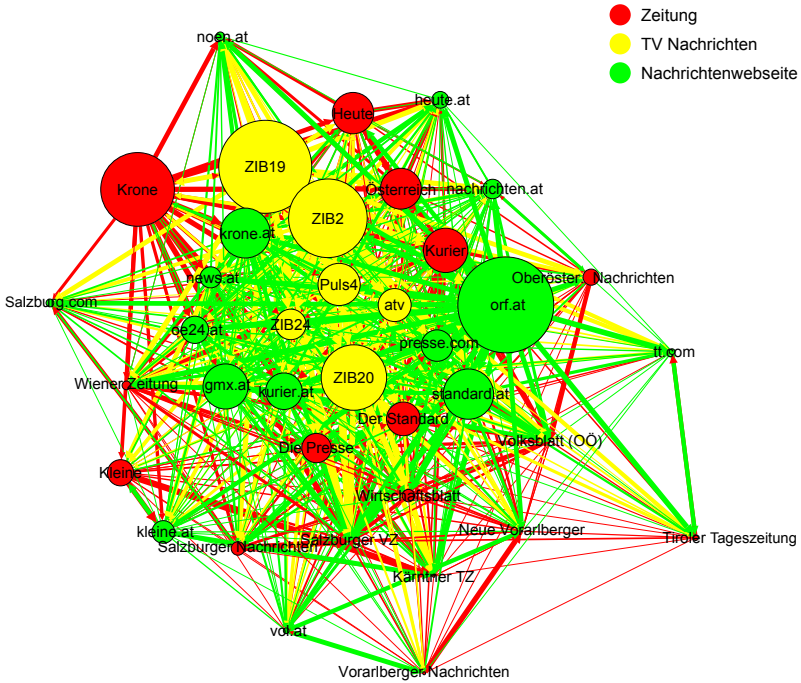 Zeitung
noen.at
TV Nachrichten
Nachrichtenwebseite
heute.at
Heute
ZIB19
Krone
Österreich
nachrichten.at
ZIB2
krone.at
Kurier
news.at
Puls4
Oberöster. Nachrichten
Salzburg.com
atv
orf.at
ZIB24
oe24.at
presse.com
tt.com
Wiener Zeitung
gmx.at
kurier.at
ZIB20
standard.at
Der Standard
Volksblatt (OÖ)
Die Presse
Kleine
Wirtschaftsblatt
kleine.at
Neue Vorarlberger
Tiroler Tageszeitung
Salzburger VZ
Salzburger Nachrichten
Kärntner TZ
vol.at
Vorarlberger Nachrichten